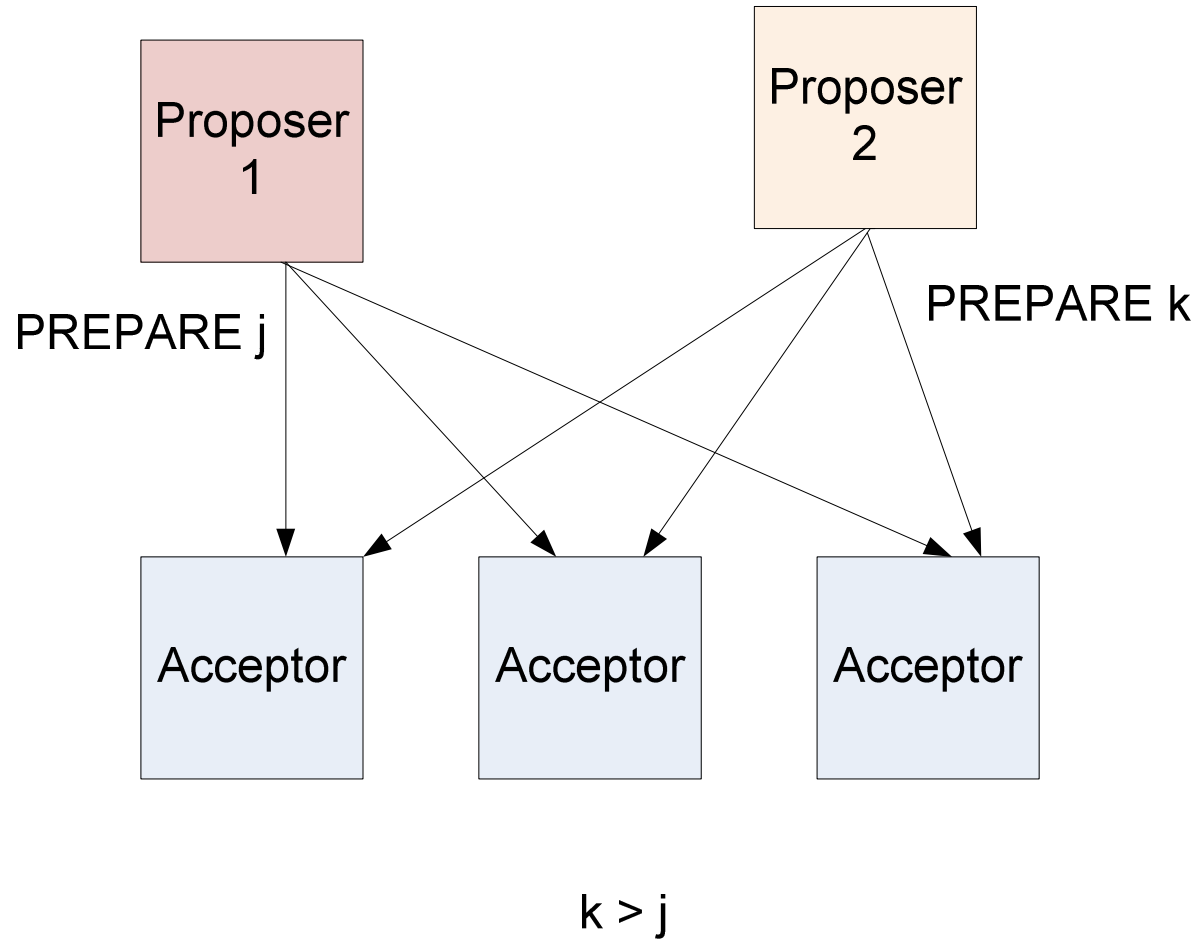 Proposer
1
Proposer
2
PREPARE j
PREPARE k
Acceptor
Acceptor
Acceptor
k > j